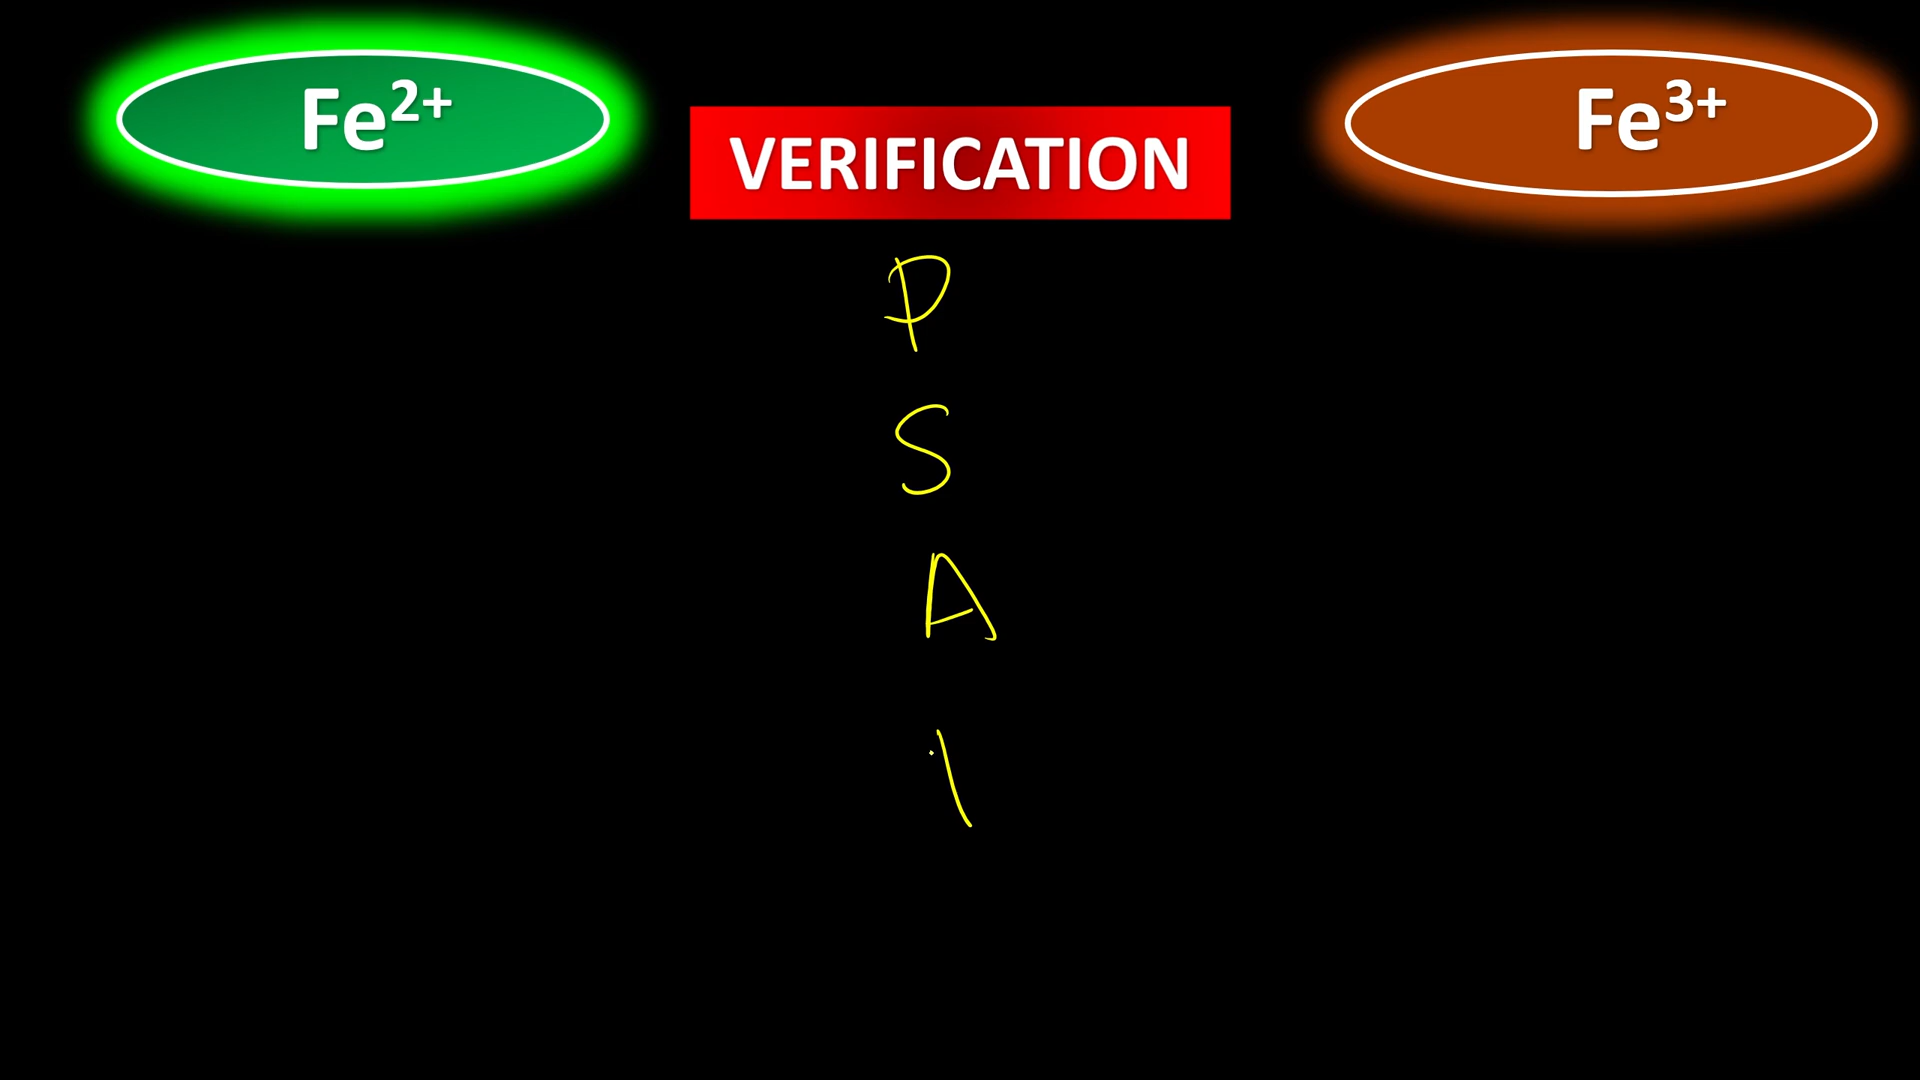 Fe²⁺
VERIFICATION
Fe³⁺
P
S
A